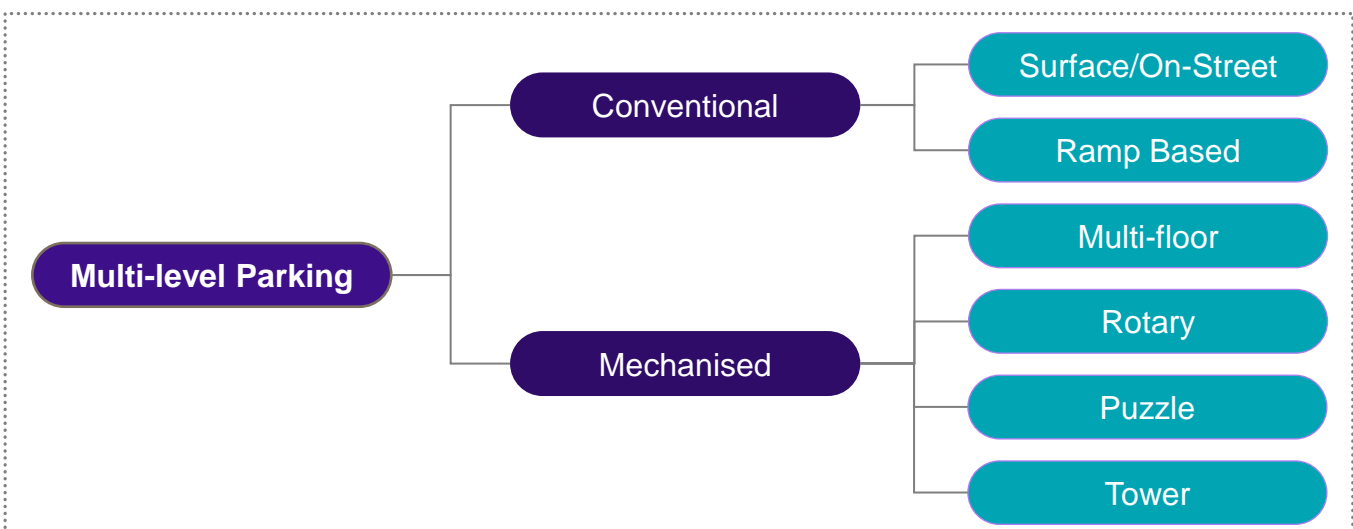 Multi-level Parking
Conventional
Surface/On-Street
Ramp Based
Mechanised
Multi-floor
Rotary
Puzzle
Tower